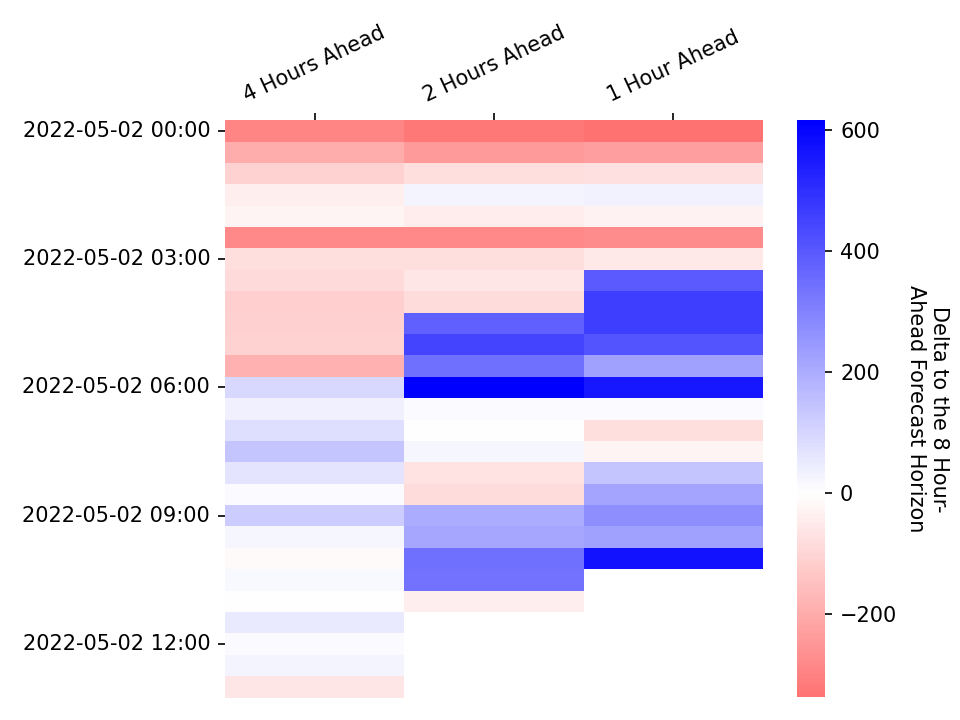 4 Hours Ahead
2 Hours Ahead
1 Hour Ahead
2022-05-02 00:00
2022-05-02 03:00
2022-05-02 06:00
2022-05-02 09:00
2022-05-02 12:00
600
400
200
0
−200
Delta to the 8 Hour-
Ahead Forecast Horizon